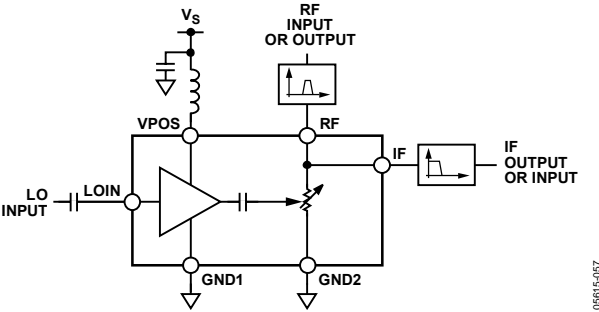 VS
RF
INPUT
OR OUTPUT
VPOS
RF
IF
IF
OUTPUT
OR INPUT
LO
INPUT
LOIN
GND1
GND2
05615-057